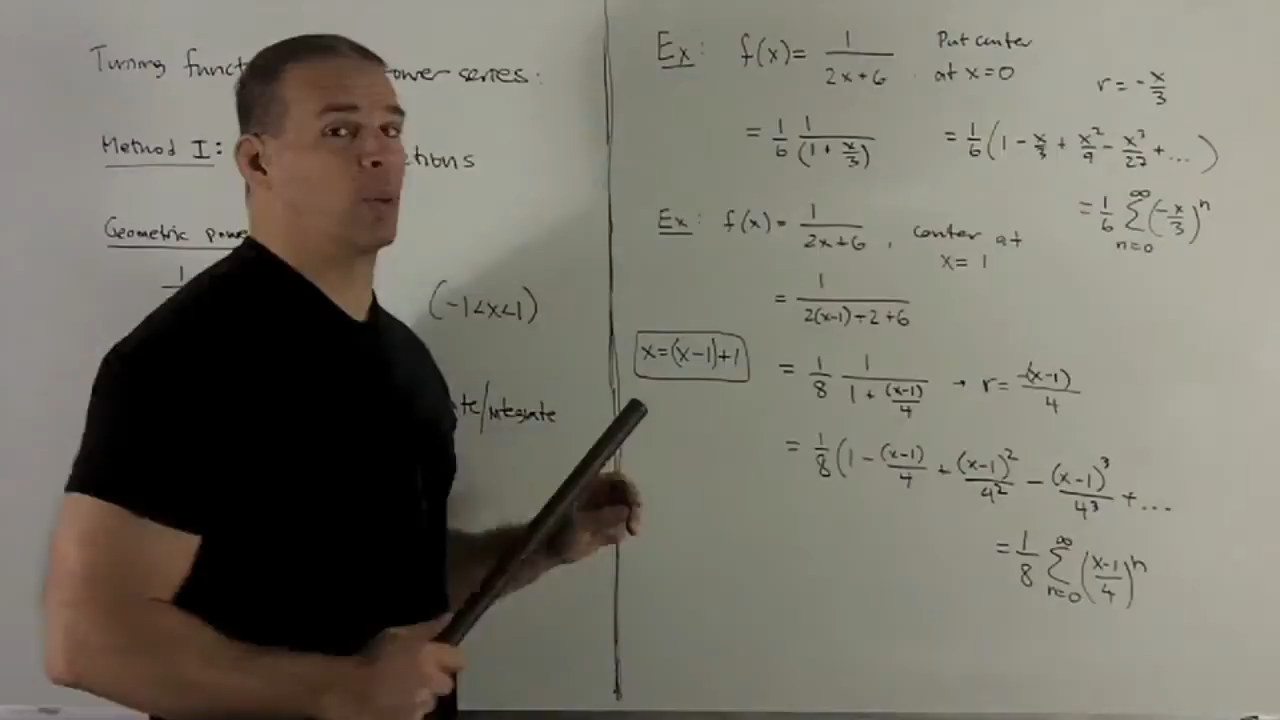 Turning funct ower series:
Method I: tions
Geometric pow
1
(-1<x<1)
te/integrate
Ex: f(x)= 1/(2x+6) Put center at x=0
r = -x/3
= 1/6 1/(1 + x/3) = 1/6 (1 - x/3 + x²/9 - x³/27 + ...)
= 1/6 ∑_{n=0}^{∞} (-x/3)^n
Ex: f(x) = 1/(2x+6), center at x=1
= 1/(2(x-1)+2+6)
x=(x-1)+1
= 1/8 1/(1 + (x-1)/4) → r = -(x-1)/4
= 1/8 (1 - (x-1)/4 + (x-1)²/4² - (x-1)³/4³ + ...
= 1/8 ∑_{n=0}^{∞} ((x-1)/4)^n